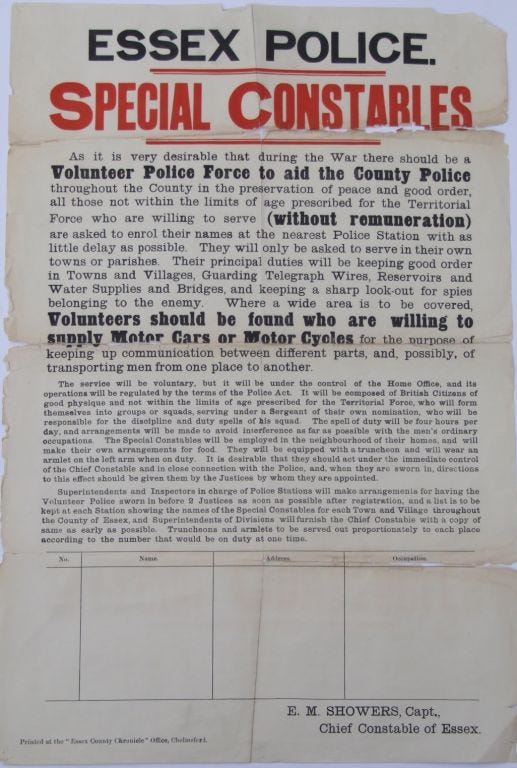 ESSEX POLICE.
SPECIAL CONSTABLES
As it is very desirable that during the War there should be a
Volunteer Police Force to aid the County Police
throughout the County in the preservation of peace and good order,
all those not within the limits of age prescribed for the Territorial
Force who are willing to serve (without remuneration)
are asked to enrol their names at the nearest Police Station with as
little delay as possible. They will only be asked to serve in their own
towns or parishes. Their principal duties will be keeping good order
in Towns and Villages, Guarding Telegraph Wires, Reservoirs and
Water Supplies and Bridges, and keeping a sharp look-out for spies
belonging to the enemy. Where a wide area is to be covered,
Volunteers should be found who are willing to
supply Motor Cars or Motor Cycles for the purpose of
keeping up communication between different parts, and, possibly, of
transporting men from one place to another.
The service will be voluntary, but it will be under the control of the Home Office, and its
operations will be regulated by the terms of the Police Act. It will be composed of British Citizens of
good physique and not within the limits of age prescribed for the Territorial Force, who will form
themselves into groups or squads, serving under a Sergeant of their own nomination, who will be
responsible for the discipline and duty spells of his squad. The spell of duty will be four hours per
day, and arrangements will be made to avoid interference as far as possible with the men's ordinary
occupations. The Special Constables will be employed in the neighbourhood of their homes, and will
make their own arrangements for food. They will be equipped with a truncheon and will wear an
armlet on the left arm when on duty. It is desirable that they should act under the immediate control
of the Chief Constable and in close connection with the Police, and, when they are sworn in, directions
to this effect should be given them by the Justices by whom they are appointed.
Superintendents and Inspectors in charge of Police Stations will make arrangements for having the
Volunteer Police sworn in before 2 Justices as soon as possible after registration, and a list is to be
kept at each Station showing the names of the Special Constables for each Town and Village throughout
the County of Essex, and Superintendents of Divisions will furnish the Chief Constable with a copy of
same as early as possible. Truncheons and armlets to be served out proportionately to each place
according to the number that would be on duty at one time.
No. Name. Address. Occupation.
E. M. SHOWERS, Capt.,
Chief Constable of Essex.
Printed at the "Essex County Chronicle" Office, Chelmsford.